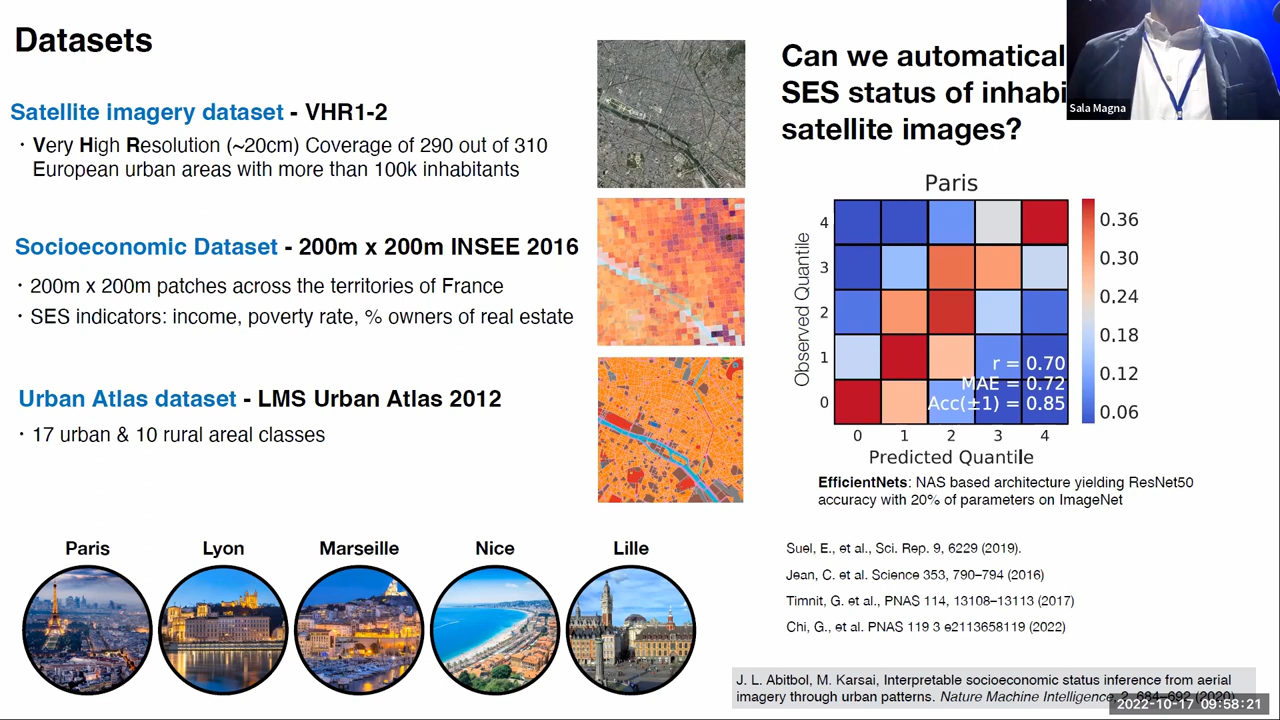 Datasets
Satellite imagery dataset - VHR1-2
· Very High Resolution (~20cm) Coverage of 290 out of 310
European urban areas with more than 100k inhabitants
Socioeconomic Dataset - 200m x 200m INSEE 2016
· 200m x 200m patches across the territories of France
· SES indicators: income, poverty rate, % owners of real estate
Urban Atlas dataset - LMS Urban Atlas 2012
· 17 urban & 10 rural areal classes
Paris
Lyon
Marseille
Nice
Lille
Can we automatical
SES status of inhabi
satellite images?
Sala Magna
Paris
Observed Quantile
4
3
2
1
0
r = 0.70
MAE = 0.72
Acc(±1) = 0.85
0 1 2 3 4
Predicted Quantile
0.36
0.30
0.24
0.18
0.12
0.06
EfficientNets: NAS based architecture yielding ResNet50
accuracy with 20% of parameters on ImageNet
Suel, E., et al., Sci. Rep. 9, 6229 (2019).
Jean, C. et al. Science 353, 790–794 (2016)
Timnit, G. et al., PNAS 114, 13108–13113 (2017)
Chi, G., et al. PNAS 119 3 e2113658119 (2022)
J. L. Abitbol, M. Karsai, Interpretable socioeconomic status inference from aerial
imagery through urban patterns. Nature Machine Intelligence, 2, 684–692 (2020)
2022-10-17 09:58:21